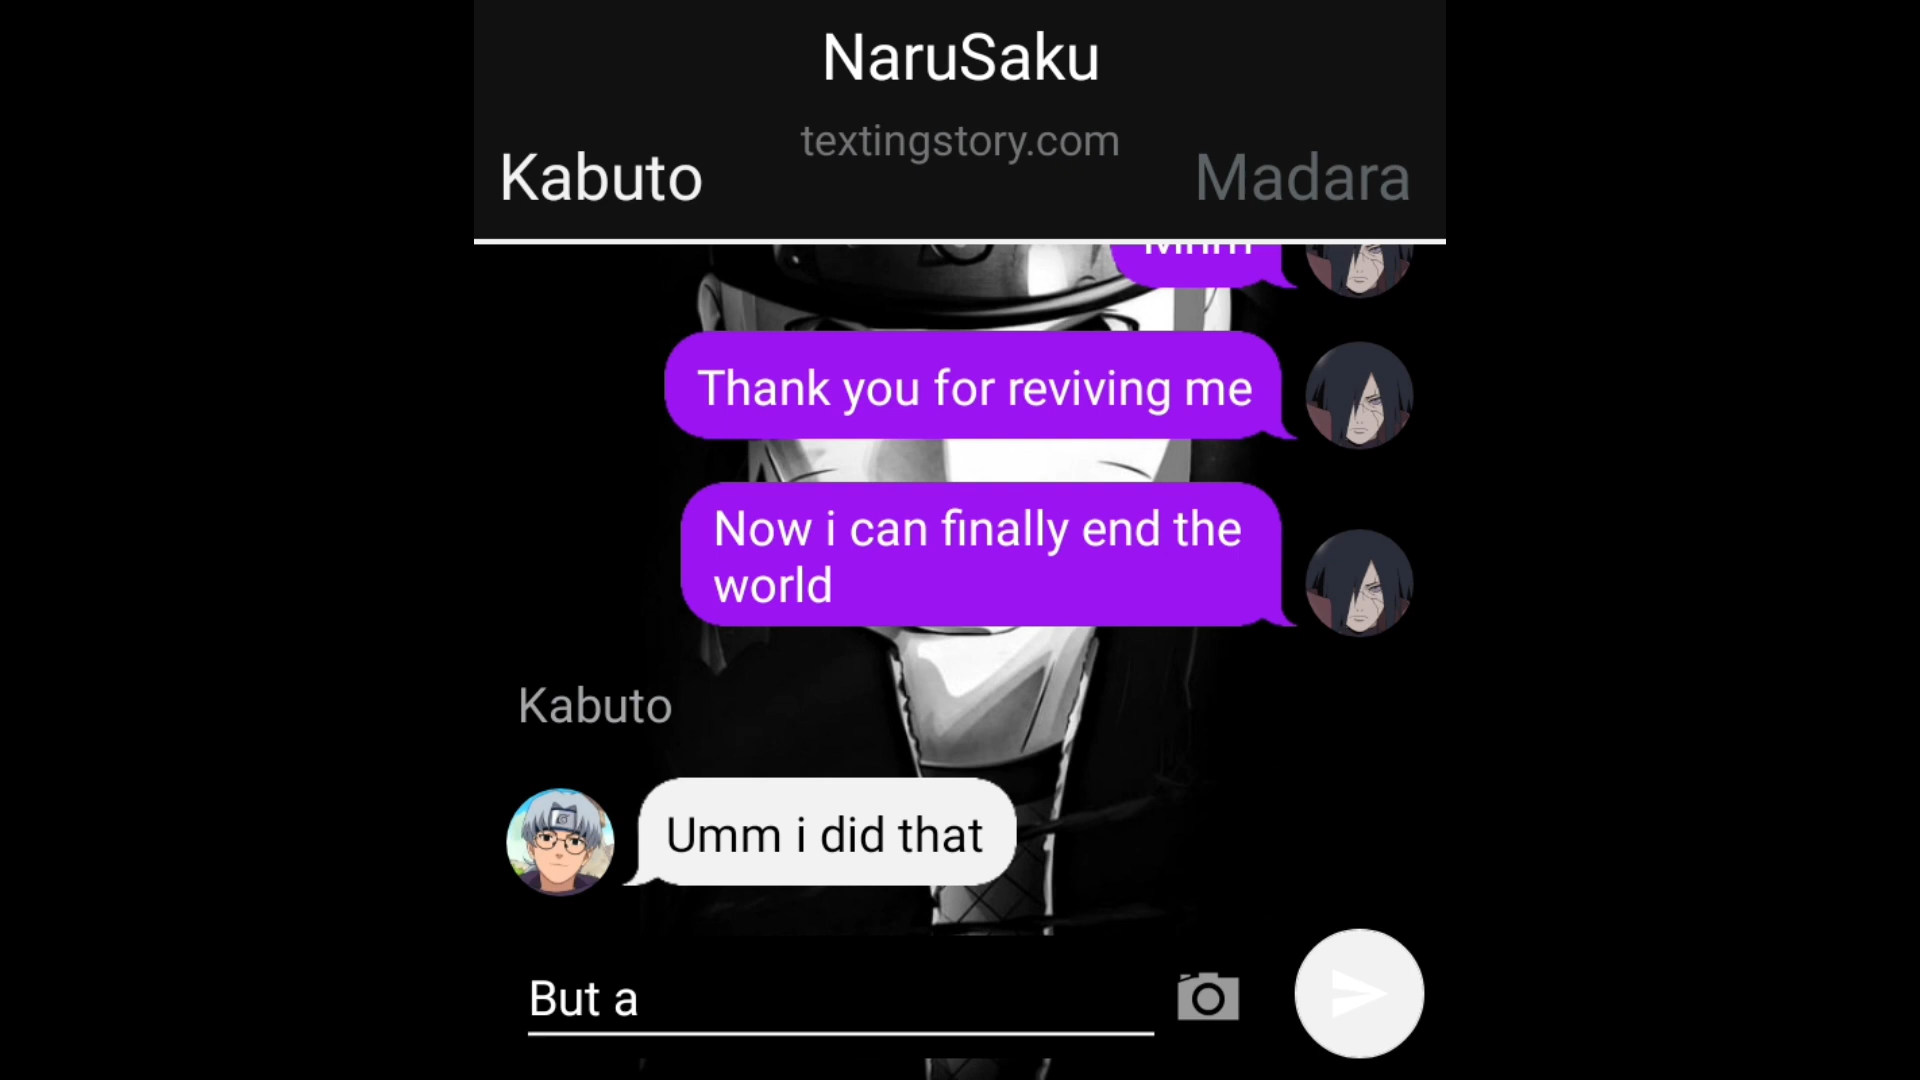 NaruSaku
textingstory.com
Kabuto
Madara
Mhm
Thank you for reviving me
Now i can finally end the
world
Kabuto
Umm i did that
But a